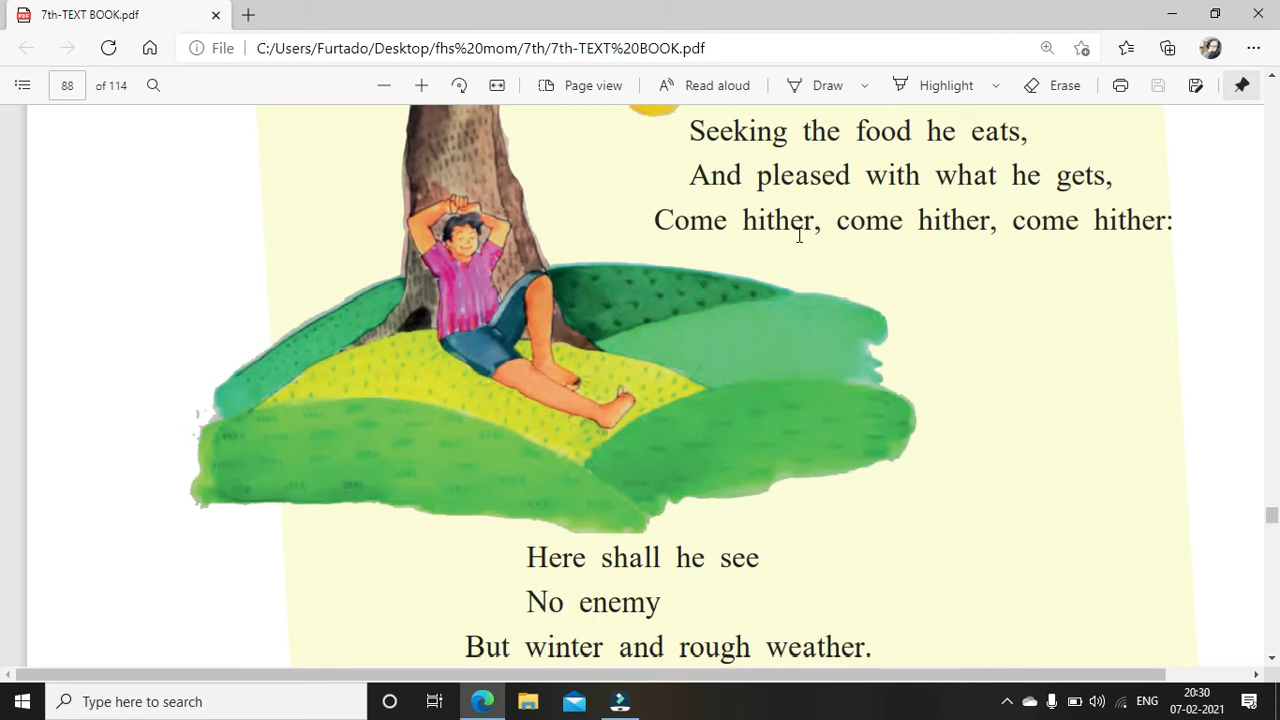 7th-TEXT BOOK.pdf
File C:/Users/Furtado/Desktop/fhs%20mom/7th/7th-TEXT%20BOOK.pdf
88 of 114 Page view Read aloud Draw Highlight Erase
Seeking the food he eats,
And pleased with what he gets,
Come hither, come hither, come hither:
Here shall he see
No enemy
But winter and rough weather.
Type here to search
ENG
20:30
07-02-2021